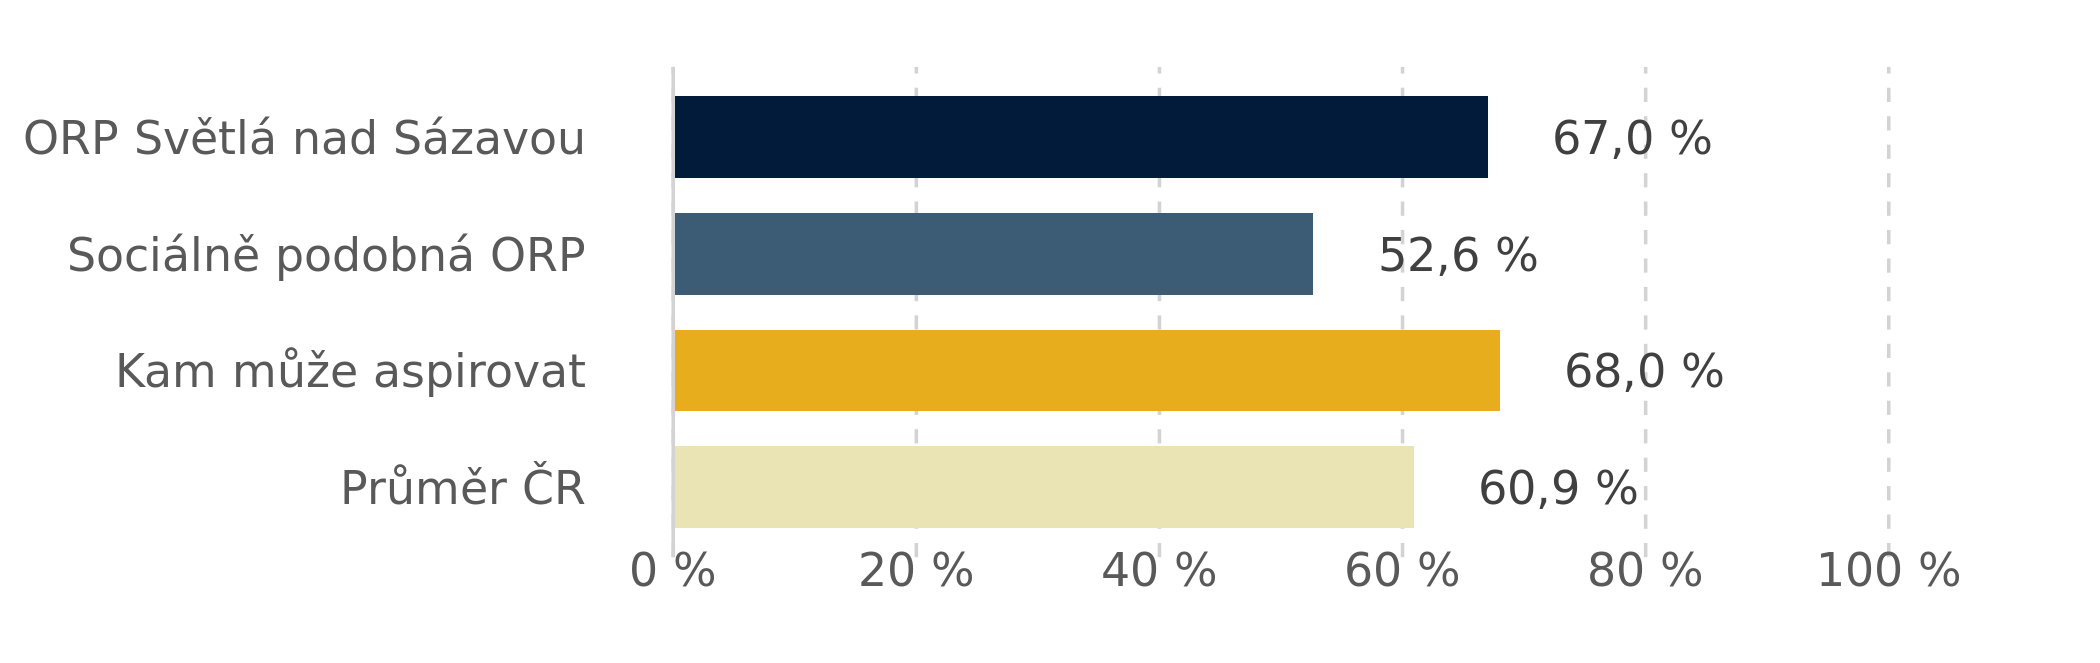 ORP Světlá nad Sázavou 67,0 %
Sociálně podobná ORP 52,6 %
Kam může aspirovat 68,0 %
Průměr ČR 60,9 %
0 % 20 % 40 % 60 % 80 % 100 %